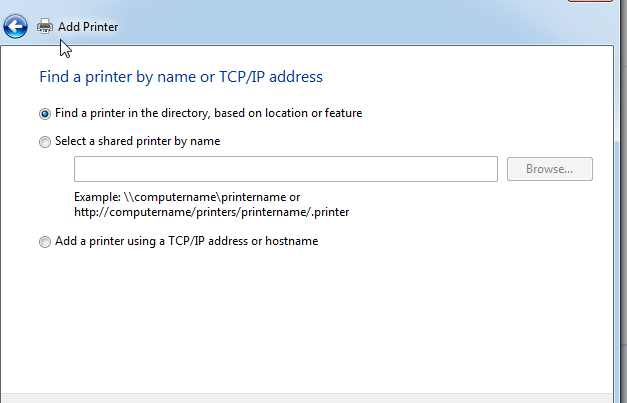 Add Printer
Find a printer by name or TCP/IP address
Find a printer in the directory, based on location or feature
Select a shared printer by name
Browse...
Example: \\computername\printername or
http://computername/printers/printername/.printer
Add a printer using a TCP/IP address or hostname